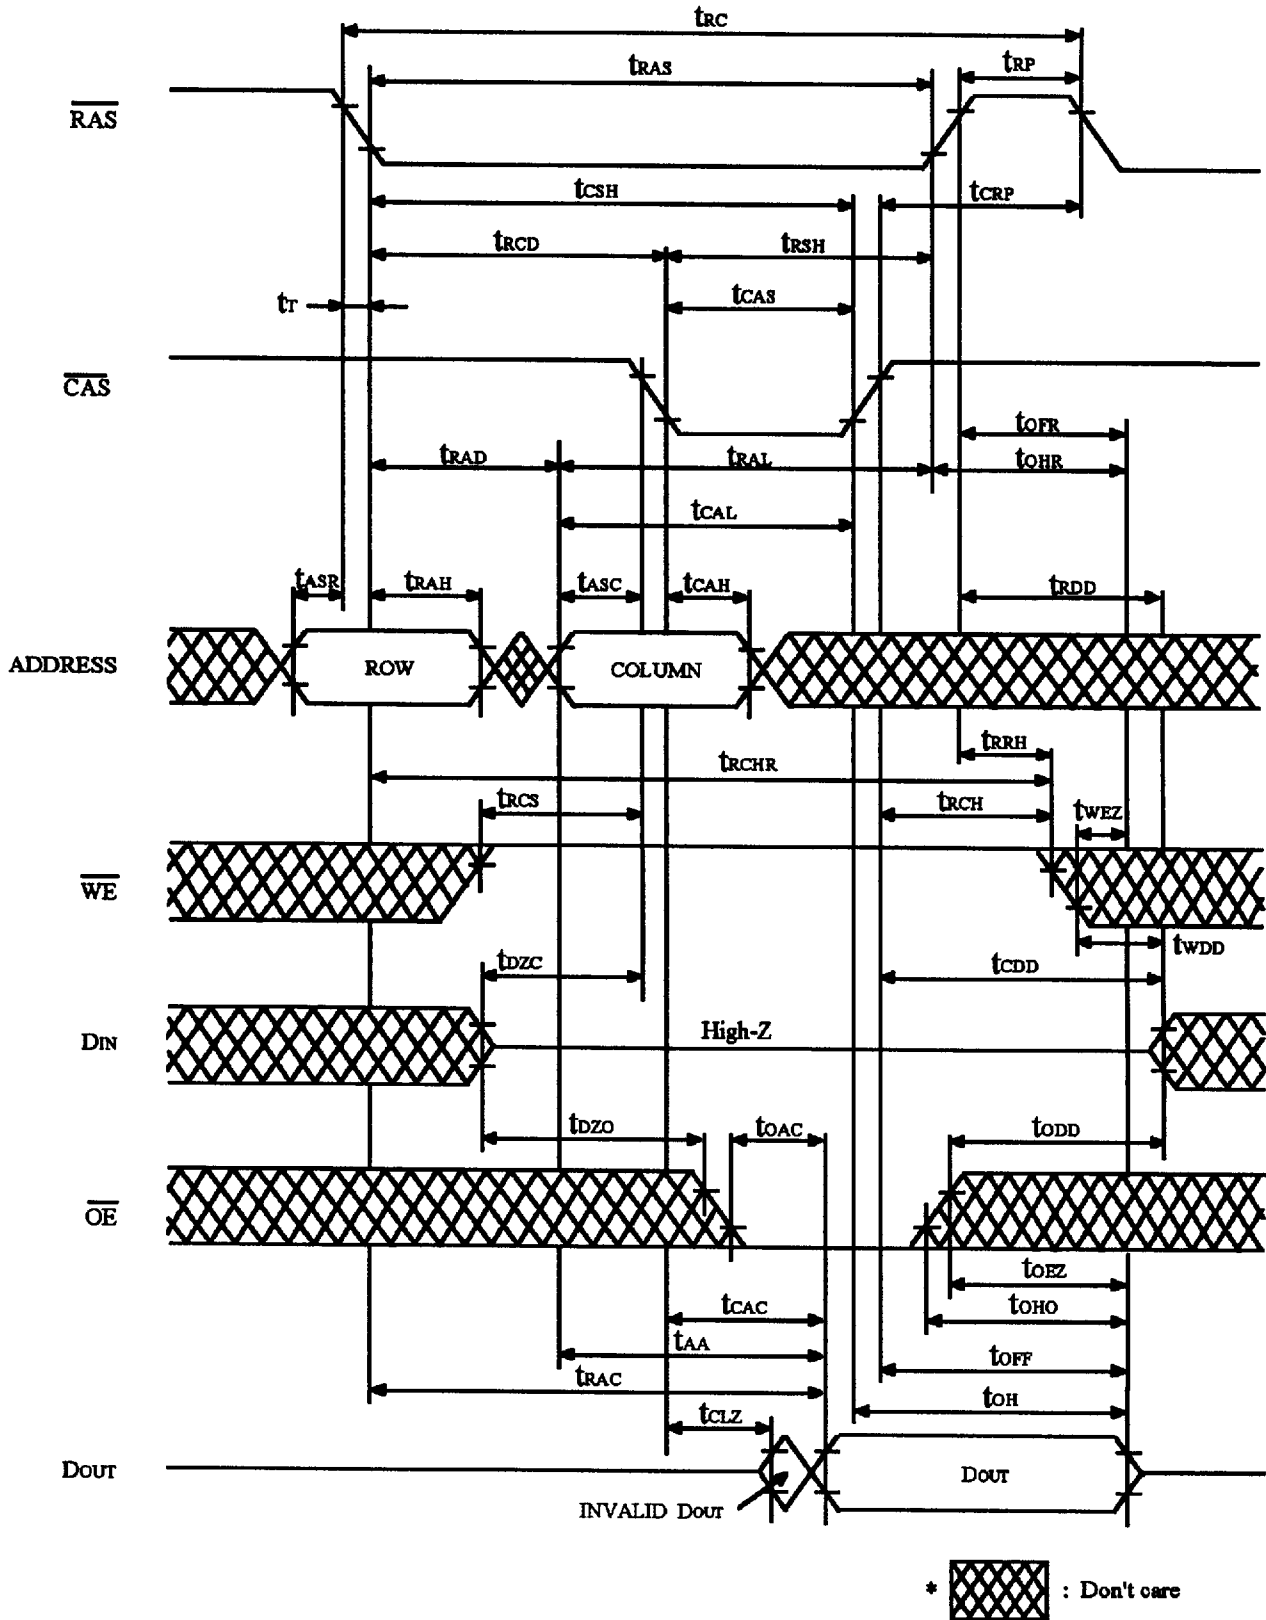 tRC
tRAS
tRP
RAS
tCSH
tCRP
tRCD
tRSH
tT
tCAS
CAS
tOFR
tRAD
tRAL
tOHR
tCAL
tASR
tRAH
tASC
tCAH
tRDD
ADDRESS
ROW
COLUMN
tRRH
tRCHR
tRCS
tRCH
tWEZ
WE
tWDD
tDZC
tCDD
DIN
High-Z
tDZO
tOAC
tODD
OE
tOEZ
tCAC
tOHO
tAA
tOFF
tRAC
tOH
tCLZ
DOUT
DOUT
INVALID DOUT
* : Don't care